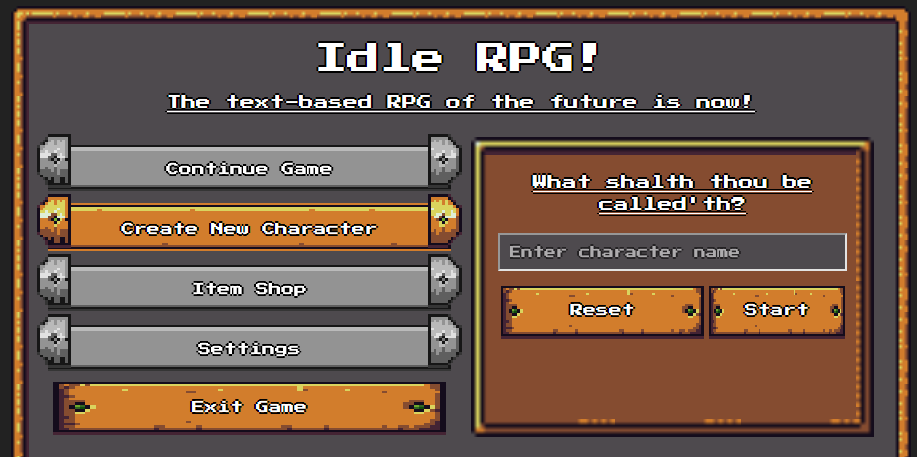 Idle RPG!
The text-based RPG of the future is now!
Continue Game
Create New Character
Item Shop
Settings
Exit Game
What shalth thou be
called'th?
Enter character name
Reset
Start